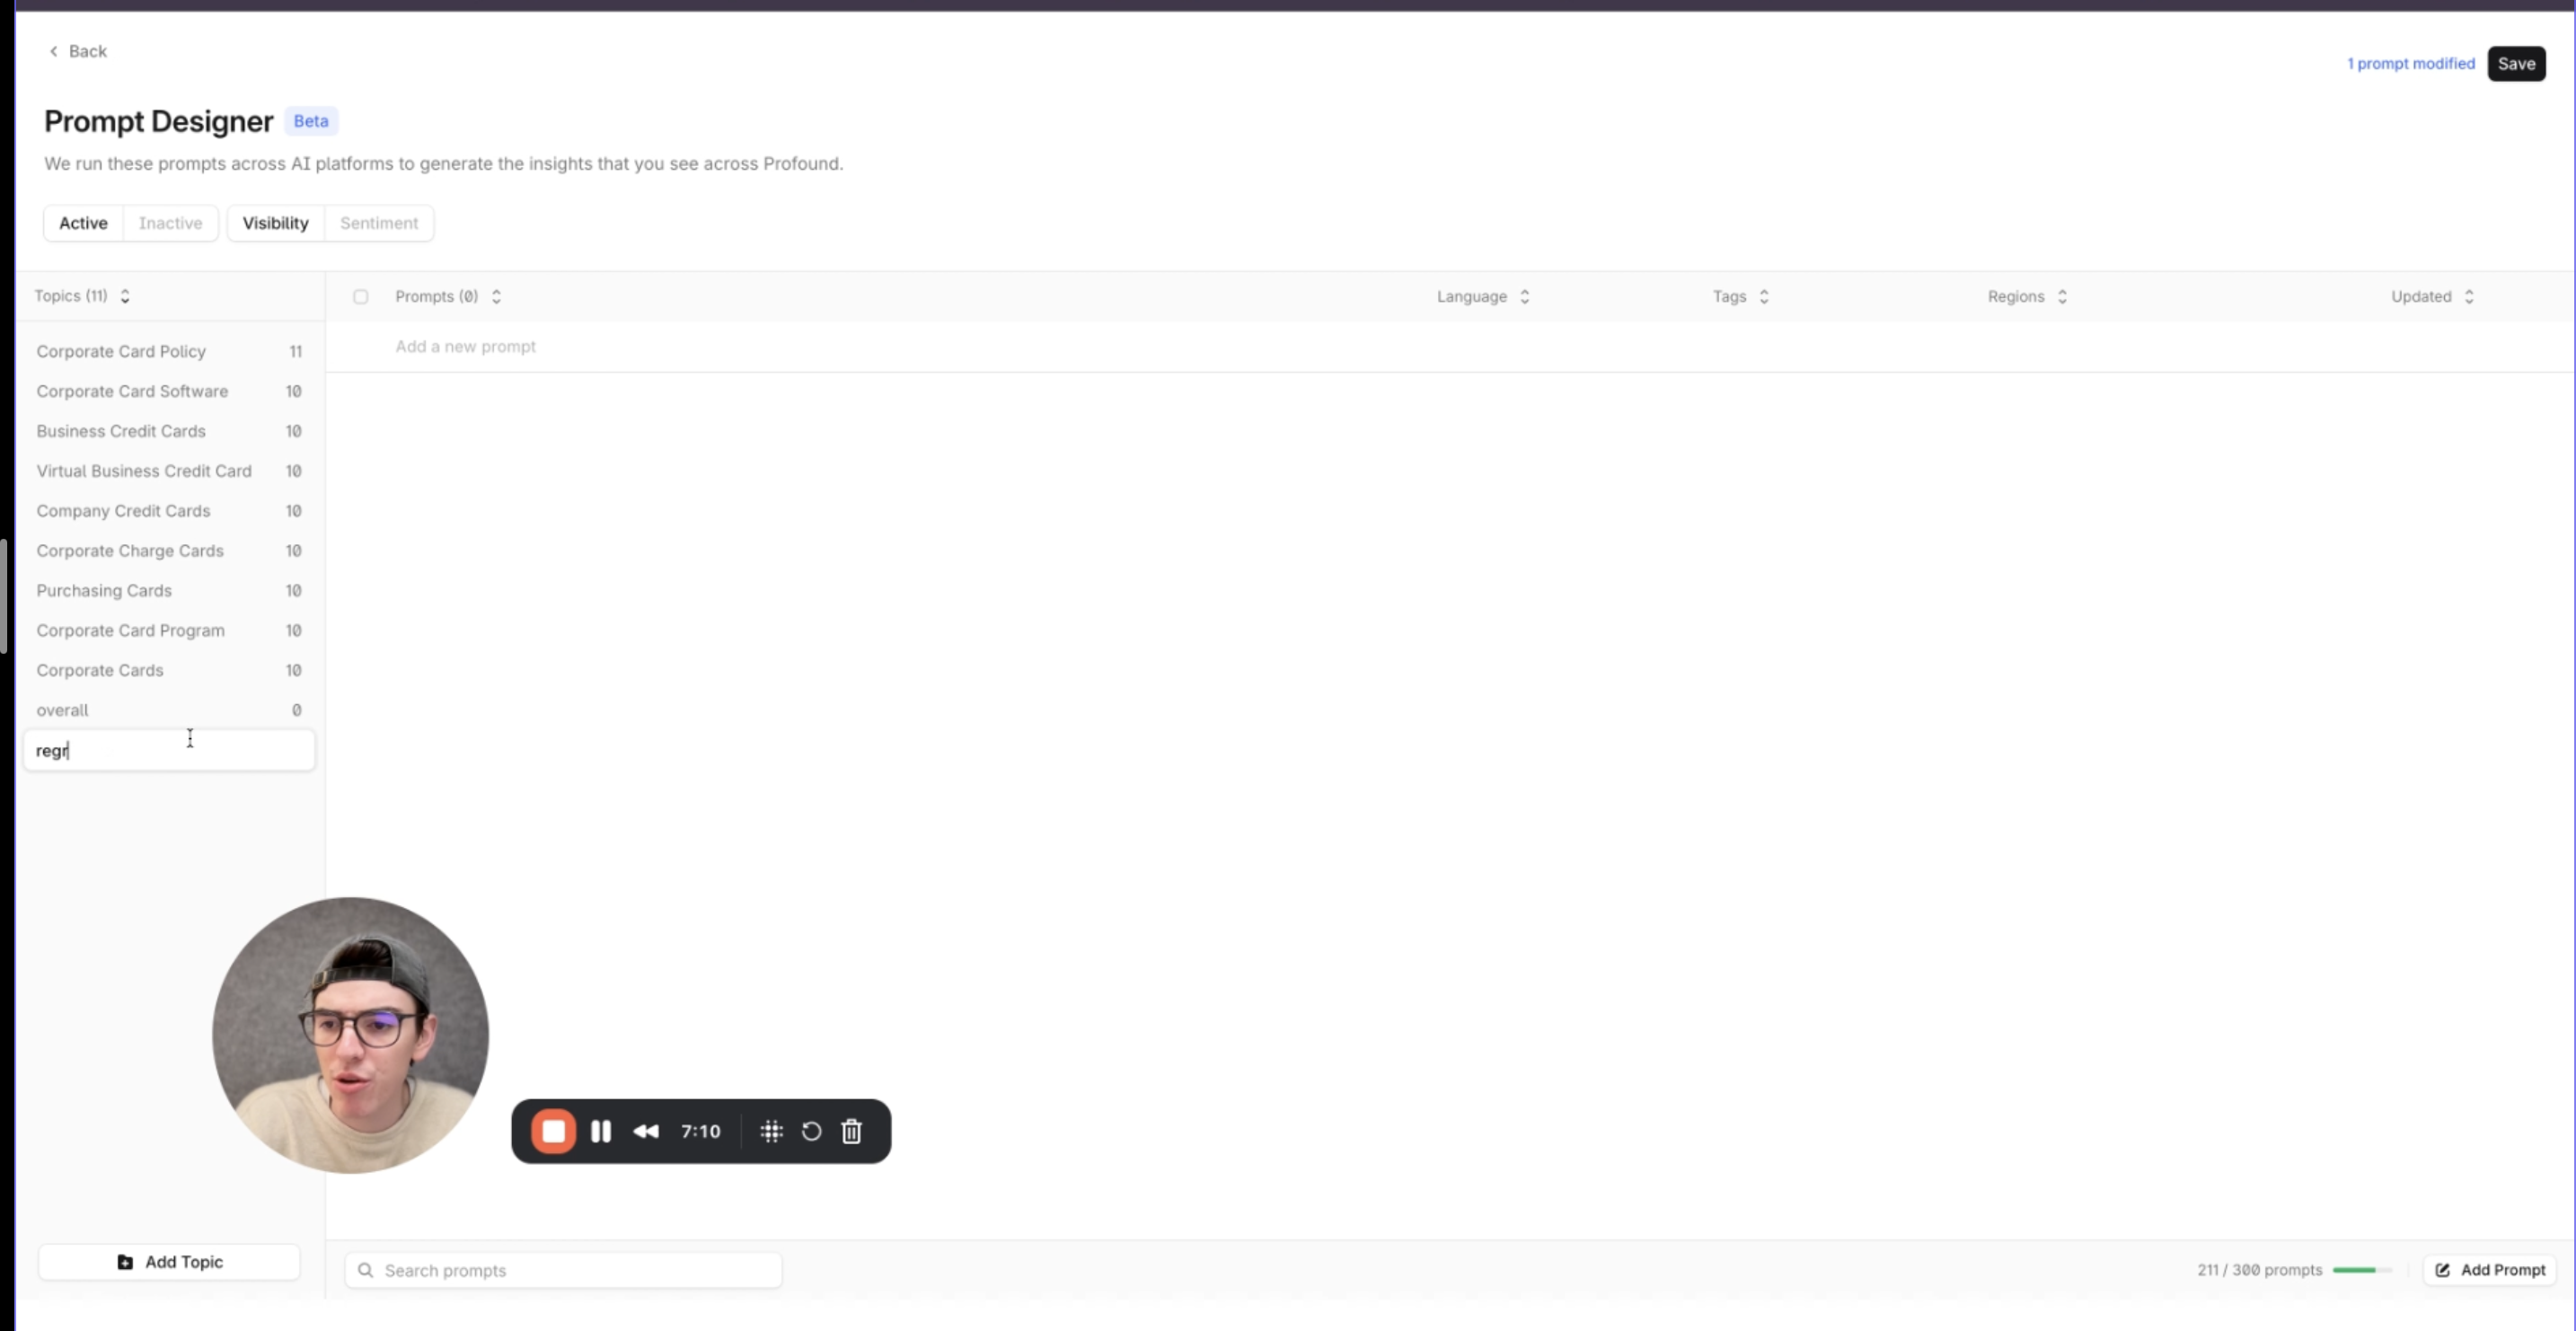 Back
1 prompt modified
Save
Prompt Designer
Beta
We run these prompts across AI platforms to generate the insights that you see across Profound.
Active
Inactive
Visibility
Sentiment
Topics (11)
Prompts (0)
Language
Tags
Regions
Updated
Add a new prompt
Corporate Card Policy 11
Corporate Card Software 10
Business Credit Cards 10
Virtual Business Credit Card 10
Company Credit Cards 10
Corporate Charge Cards 10
Purchasing Cards 10
Corporate Card Program 10
Corporate Cards 10
overall 0
regr
7:10
Add Topic
Search prompts
211 / 300 prompts
Add Prompt